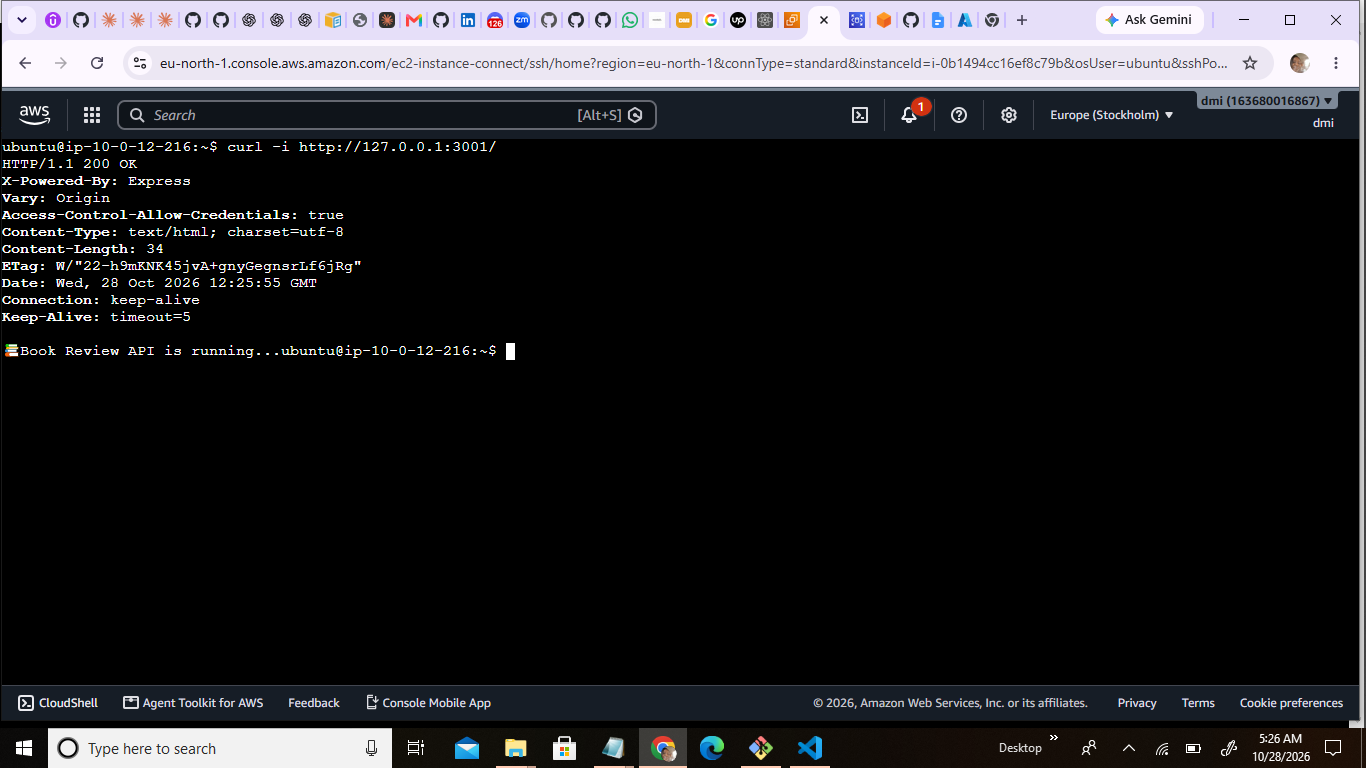 126
zm
DMI
up
Ask Gemini
eu-north-1.console.aws.amazon.com/ec2-instance-connect/ssh/home?region=eu-north-1&connType=standard&instanceId=i-0b1494cc16ef8c79b&osUser=ubuntu&sshPo...
aws
Search
[Alt+S]
1
Europe (Stockholm)
dmi (163680016867)
dmi
ubuntu@ip-10-0-12-216:~$ curl -i http://127.0.0.1:3001/
HTTP/1.1 200 OK
X-Powered-By: Express
Vary: Origin
Access-Control-Allow-Credentials: true
Content-Type: text/html; charset=utf-8
Content-Length: 34
ETag: W/"22-h9mKNK45jvA+gnyGegnsrLf6jRg"
Date: Wed, 28 Oct 2026 12:25:55 GMT
Connection: keep-alive
Keep-Alive: timeout=5
📚Book Review API is running...ubuntu@ip-10-0-12-216:~$
CloudShell
Agent Toolkit for AWS
Feedback
Console Mobile App
© 2026, Amazon Web Services, Inc. or its affiliates.
Privacy
Terms
Cookie preferences
Type here to search
Desktop
5:26 AM
10/28/2026